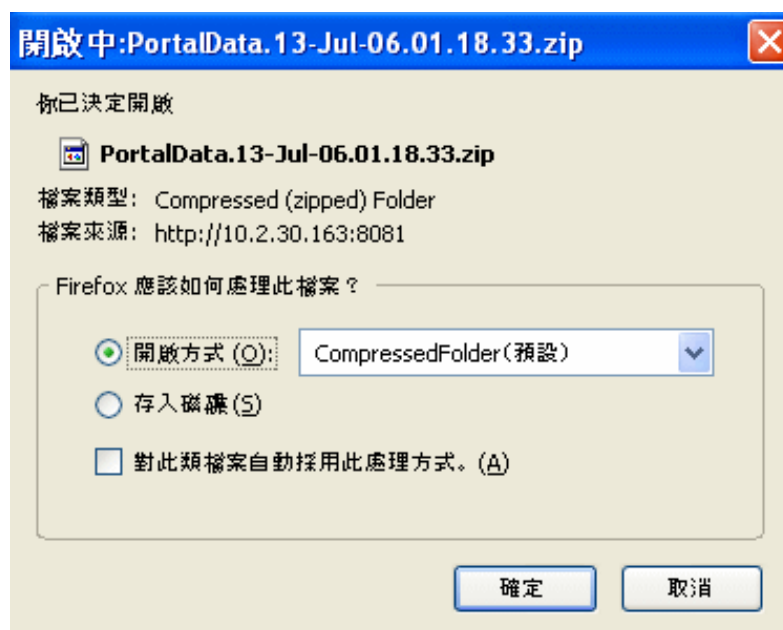 開啟中:PortalData.13-Jul-06.01.18.33.zip
你已決定開啟
PortalData.13-Jul-06.01.18.33.zip
檔案類型: Compressed (zipped) Folder
檔案來源: http://10.2.30.163:8081
Firefox 應該如何處理此檔案？
開啟方式(O): CompressedFolder(預設)
存入磁碟(S)
對此類檔案自動採用此處理方式。(A)
確定 取消